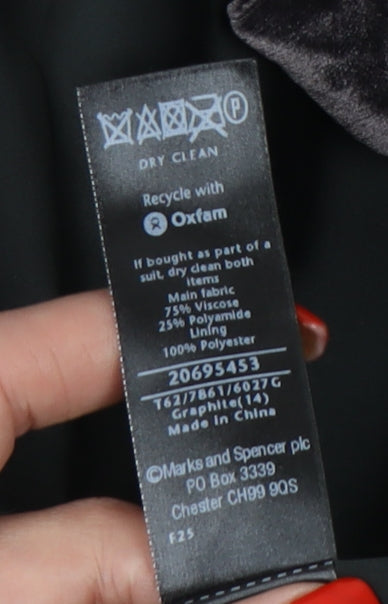 P
DRY CLEAN
Recycle with
Oxfam
If bought as part of a
suit, dry clean both
items
Main fabric
75% Viscose
25% Polyamide
Lining
100% Polyester
20695453
T62/7861/6027G
Graphite(14)
Made in China
©Marks and Spencer plc
PO Box 3339
Chester CH99 9QS
F25